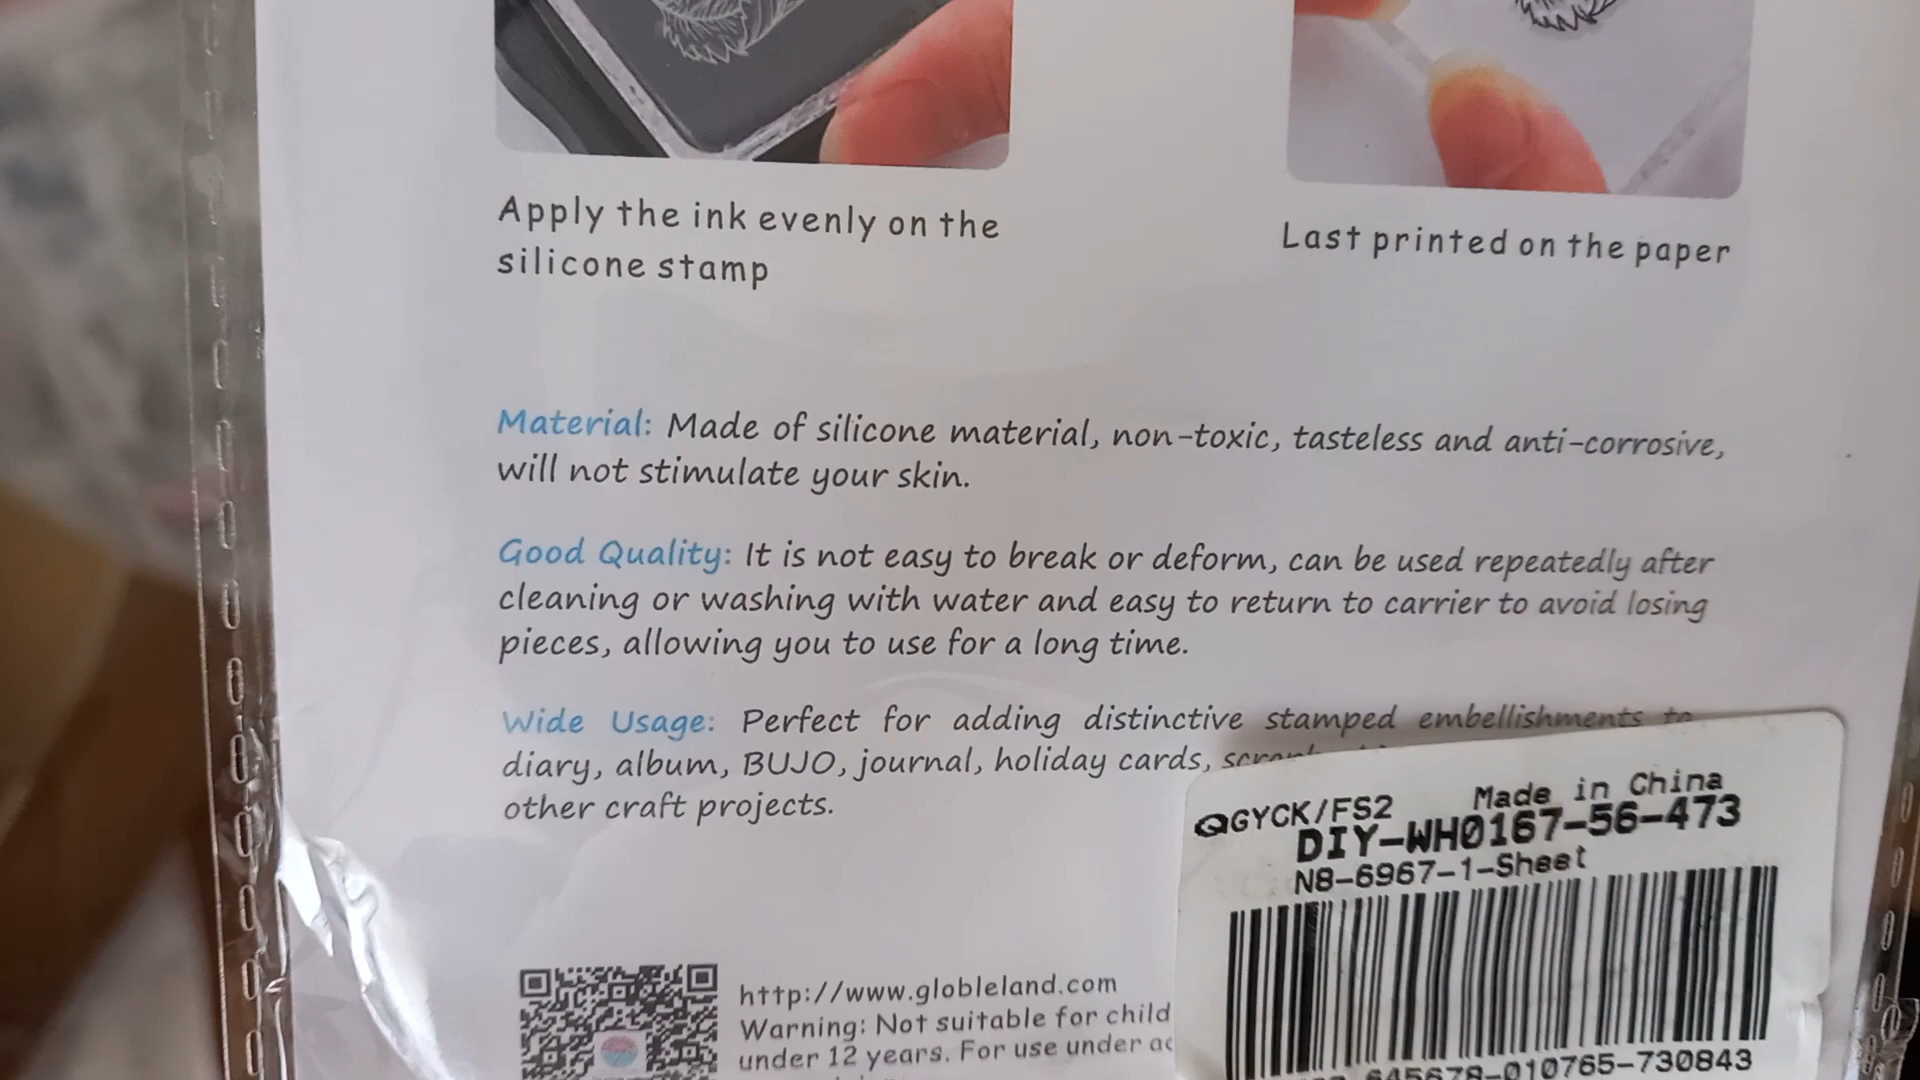 Apply the ink evenly on the
silicone stamp
Last printed on the paper
Material: Made of silicone material, non-toxic, tasteless and anti-corrosive,
will not stimulate your skin.
Good Quality: It is not easy to break or deform, can be used repeatedly after
cleaning or washing with water and easy to return to carrier to avoid losing
pieces, allowing you to use for a long time.
Wide Usage: Perfect for adding distinctive stamped embellishments to
diary, album, BUJO, journal, holiday cards,
other craft projects.
Made in China
GYCK/FS2
DIY-WH0167-56-473
N8-6967-1-Sheet
645678-010765-730843
http://www.globleland.com
Warning: Not suitable for child
under 12 years. For use under